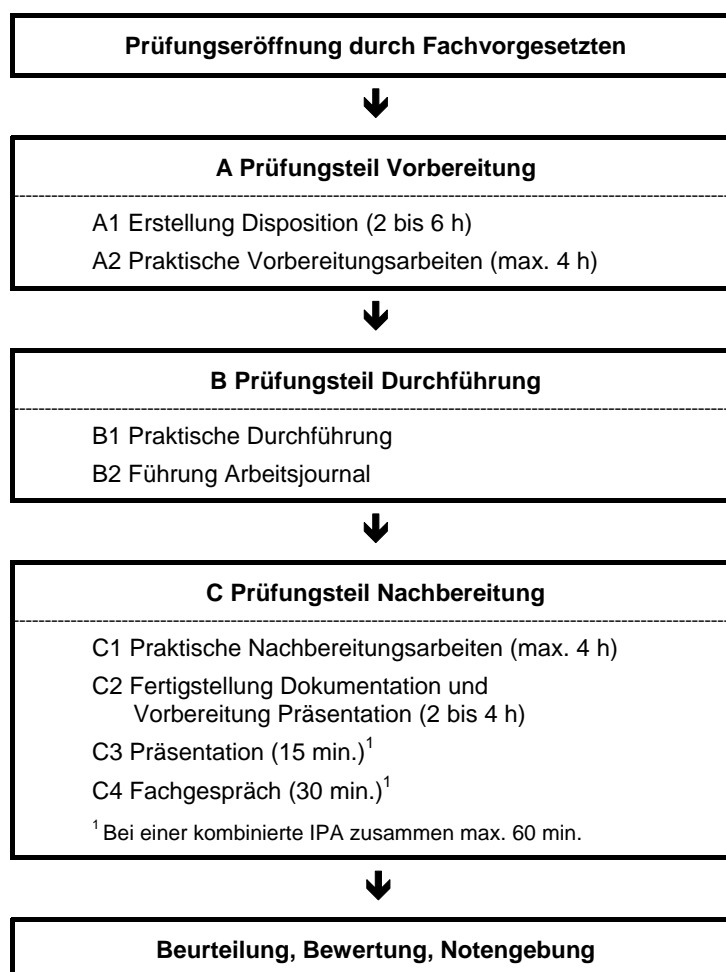 Prüfungseröffnung durch Fachvorgesetzten
A Prüfungsteil Vorbereitung
A1 Erstellung Disposition (2 bis 6 h)
A2 Praktische Vorbereitungsarbeiten (max. 4 h)
B Prüfungsteil Durchführung
B1 Praktische Durchführung
B2 Führung Arbeitsjournal
C Prüfungsteil Nachbereitung
C1 Praktische Nachbereitungsarbeiten (max. 4 h)
C2 Fertigstellung Dokumentation und
Vorbereitung Präsentation (2 bis 4 h)
C3 Präsentation (15 min.)¹
C4 Fachgespräch (30 min.)¹
¹ Bei einer kombinierte IPA zusammen max. 60 min.
Beurteilung, Bewertung, Notengebung